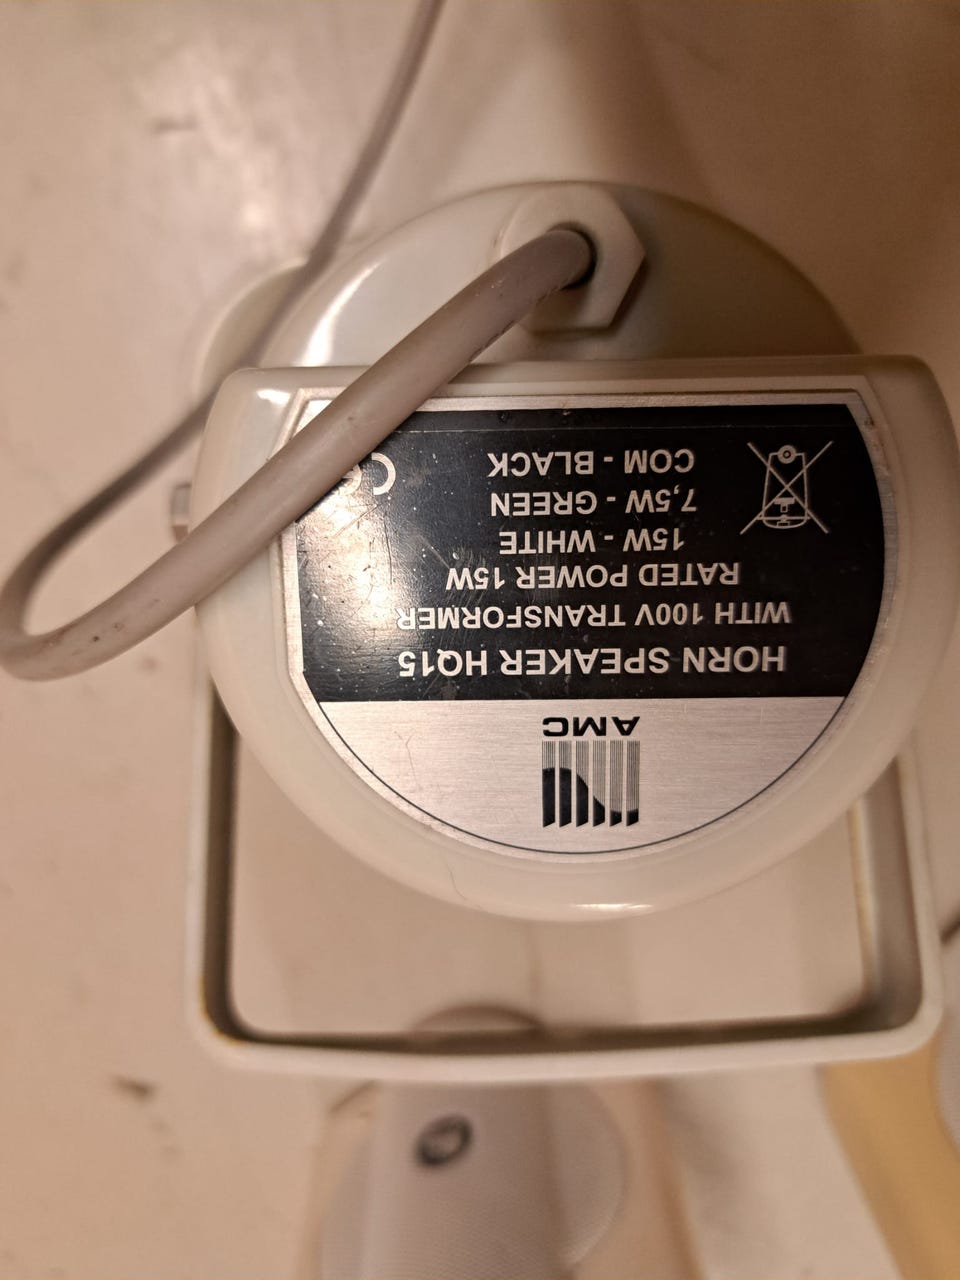 AMC
HORN SPEAKER HQ15
WITH 100V TRANSFORMER
RATED POWER 15W
15W - WHITE
7,5W - GREEN
COM - BLACK
CE